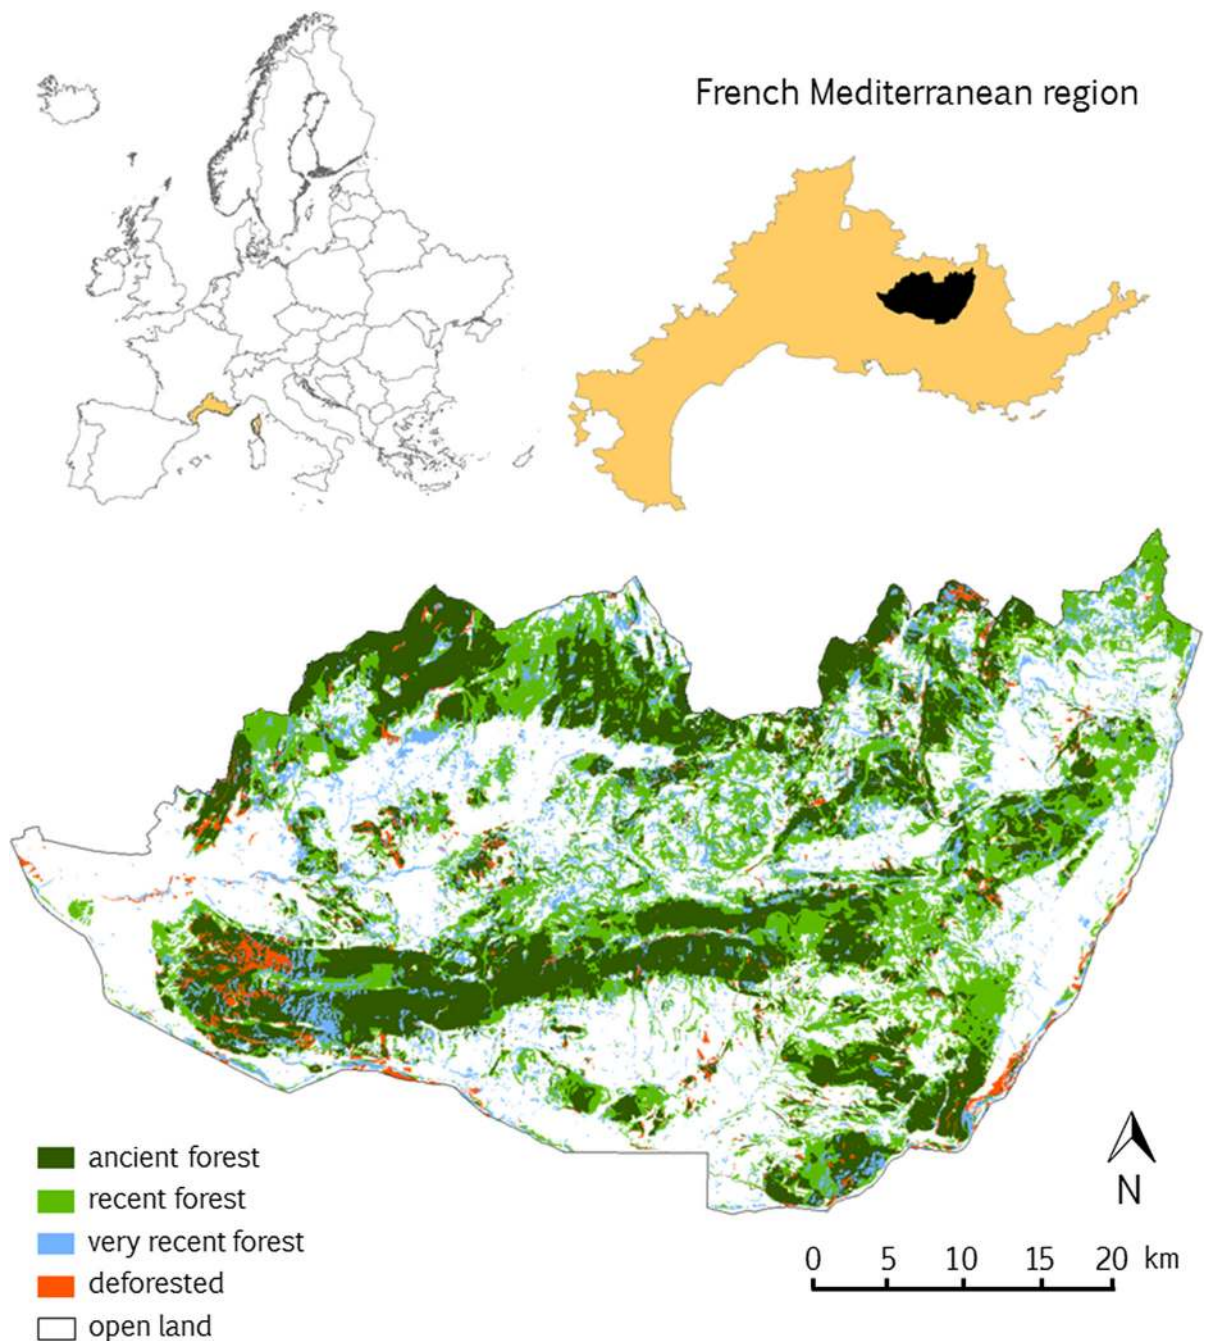 French Mediterranean region
ancient forest
recent forest
very recent forest
deforested
open land
N
0 5 10 15 20 km